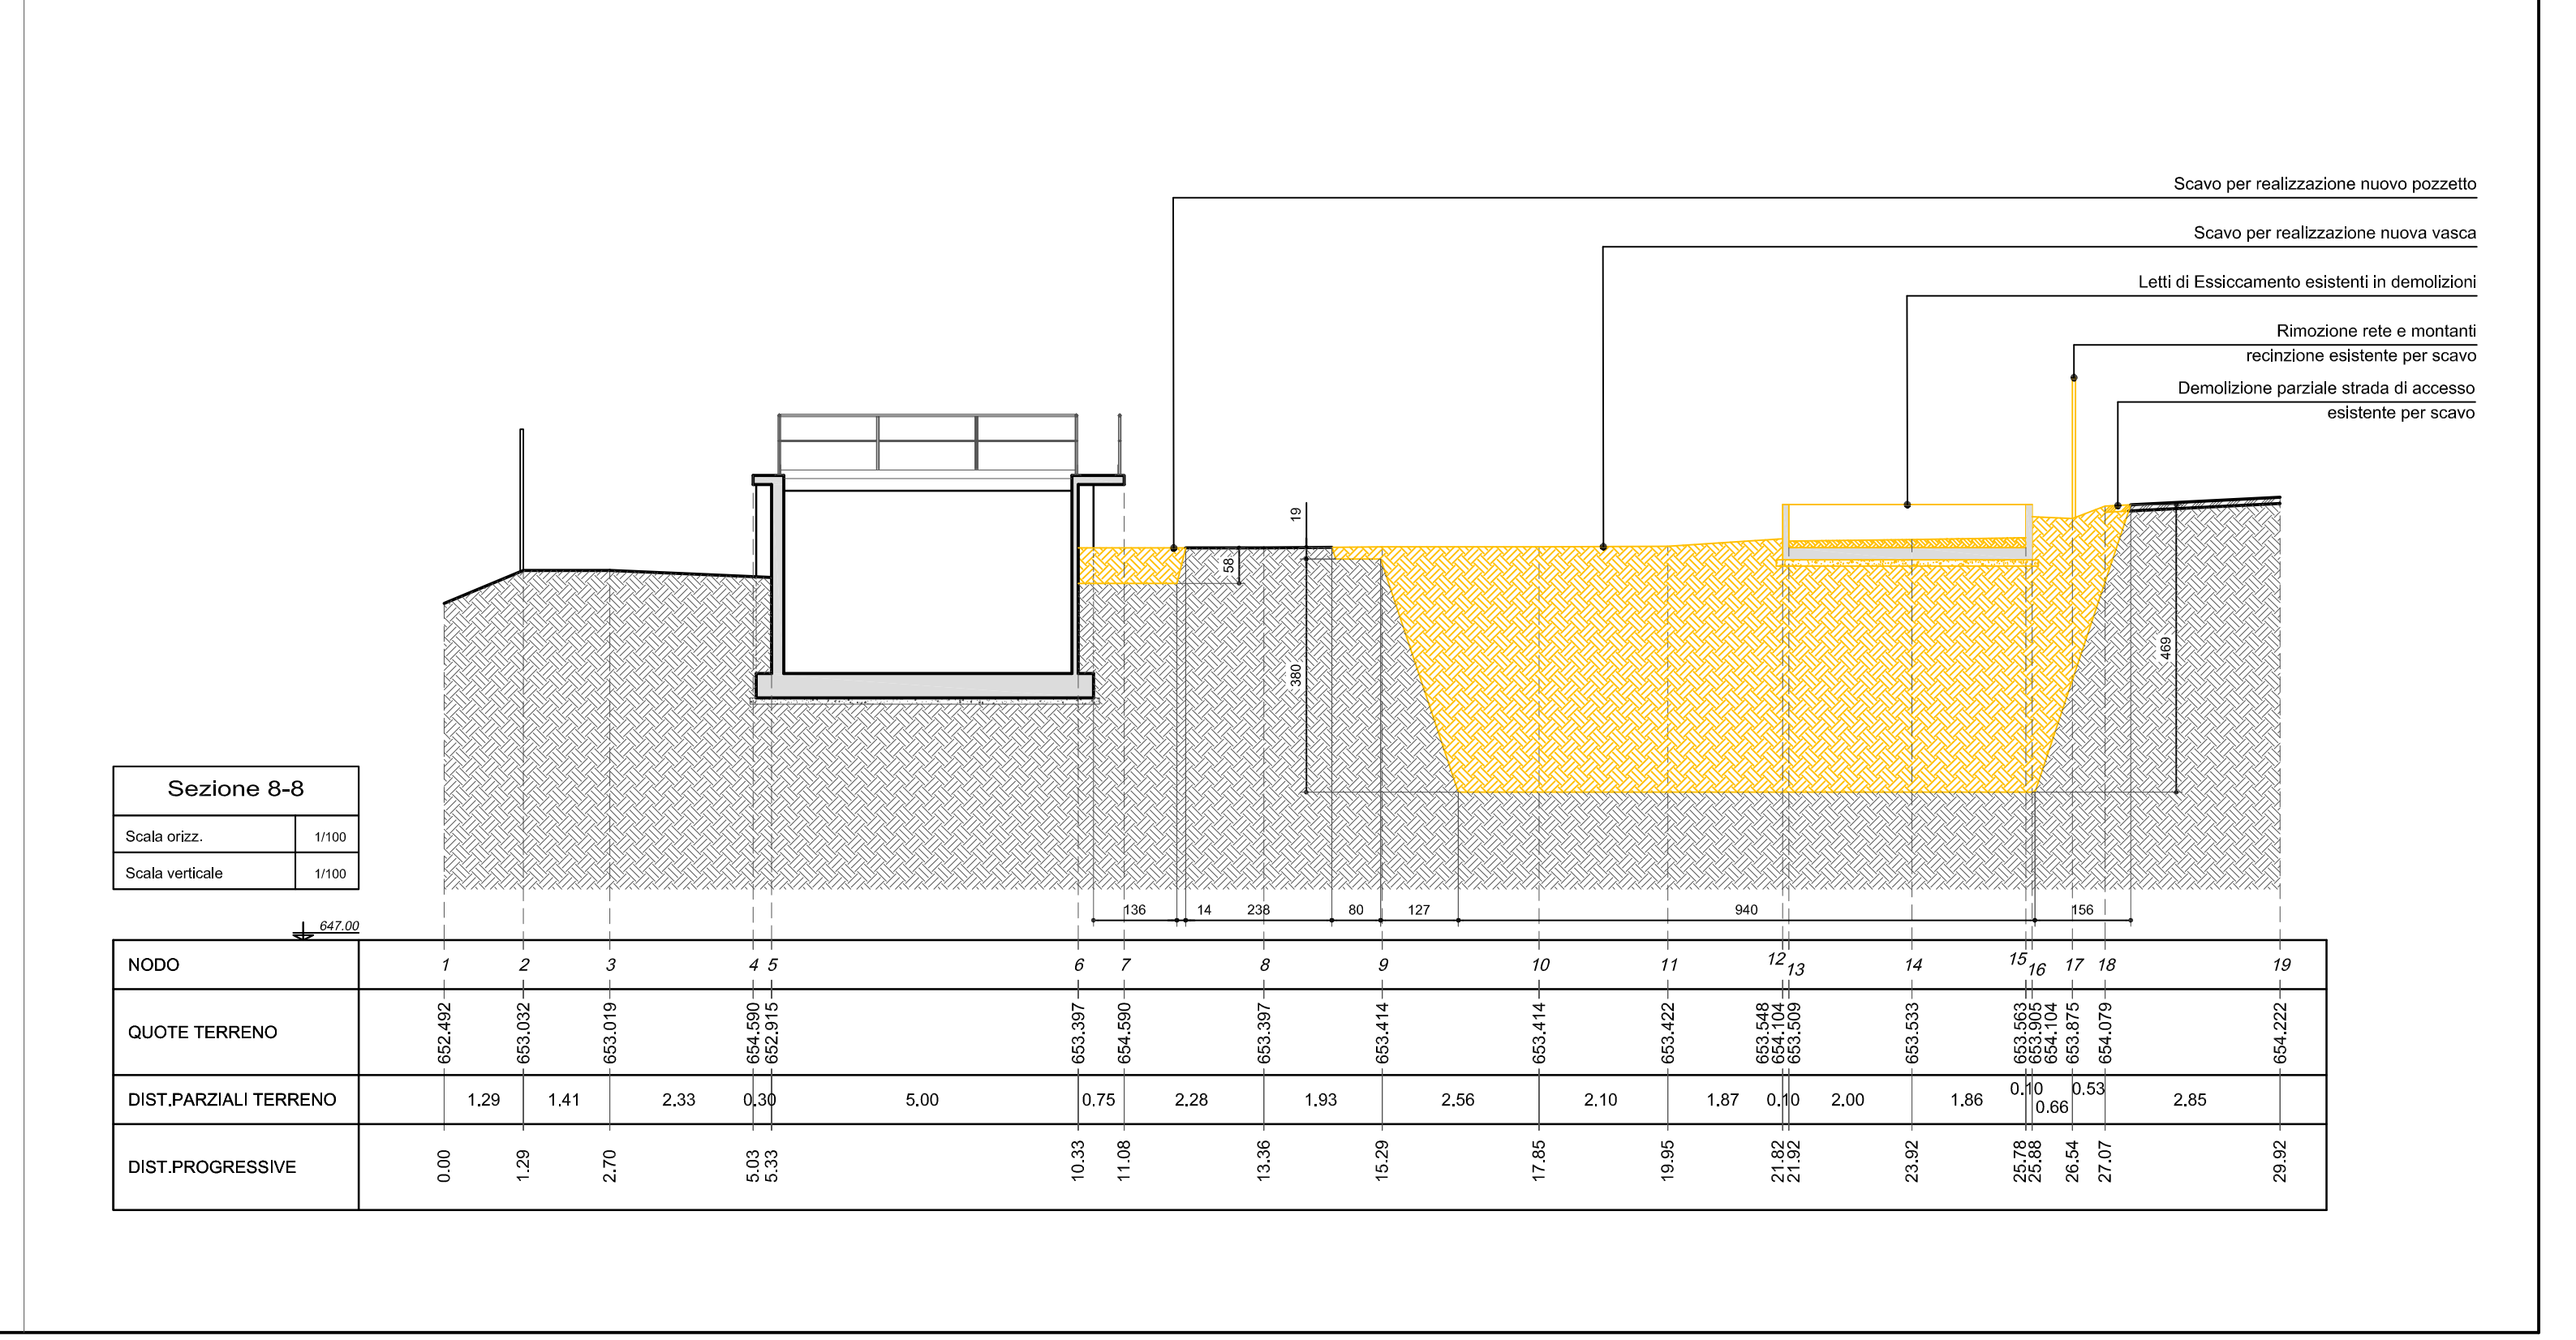 Scavo per realizzazione nuovo pozzetto
Scavo per realizzazione nuova vasca
Letti di Essiccamento esistenti in demolizioni
Rimozione rete e montanti
recinzione esistente per scavo
Demolizione parziale strada di accesso
esistente per scavo
19
58
380
469
Sezione 8-8
Scala orizz. 1/100
Scala verticale 1/100
136 14 238 80 127 940 156
647.00
NODO 1 2 3 4 5 6 7 8 9 10 11 12 13 14 15 16 17 18 19
QUOTE TERRENO 652.492 653.032 653.019 654.590 652.915 653.397 654.590 653.397 653.414 653.414 653.422 653.548 654.104 653.509 653.533 653.563 653.905 654.104 653.875 654.079 654.222
DIST.PARZIALI TERRENO 1.29 1.41 2.33 0.30 5.00 0.75 2.28 1.93 2.56 2.10 1.87 0.10 2.00 1.86 0.10 0.66 0.53 2.85
DIST.PROGRESSIVE 0.00 1.29 2.70 5.03 5.33 10.33 11.08 13.36 15.29 17.85 19.95 21.82 21.92 23.92 25.78 25.88 26.54 27.07 29.92